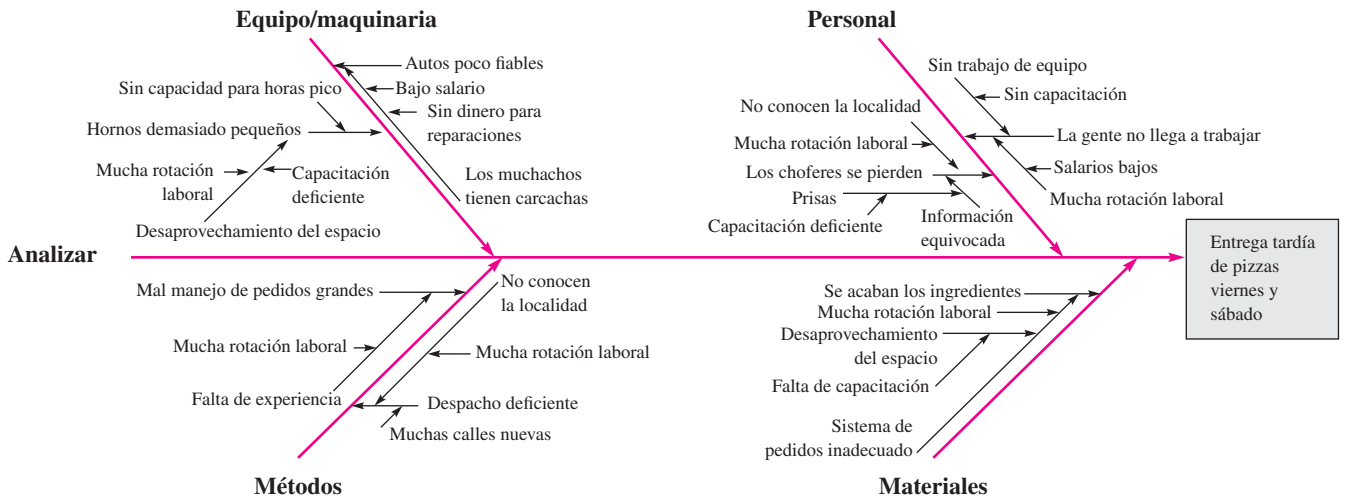 Equipo/maquinaria
Autos poco fiables
Bajo salario
Sin capacidad para horas pico
Sin dinero para
reparaciones
Hornos demasiado pequeños
Mucha rotación
laboral
Capacitación
deficiente
Los muchachos
tienen carcachas
Desaprovechamiento del espacio
Personal
Sin trabajo de equipo
Sin capacitación
No conocen la localidad
La gente no llega a trabajar
Mucha rotación laboral
Salarios bajos
Los choferes se pierden
Mucha rotación laboral
Prisas
Capacitación deficiente
Información
equivocada
Analizar
Entrega tardía
de pizzas
viernes y
sábado
No conocen
la localidad
Mal manejo de pedidos grandes
Mucha rotación laboral
Mucha rotación laboral
Falta de experiencia
Despacho deficiente
Muchas calles nuevas
Métodos
Se acaban los ingredientes
Mucha rotación laboral
Desaprovechamiento
del espacio
Falta de capacitación
Sistema de
pedidos inadecuado
Materiales